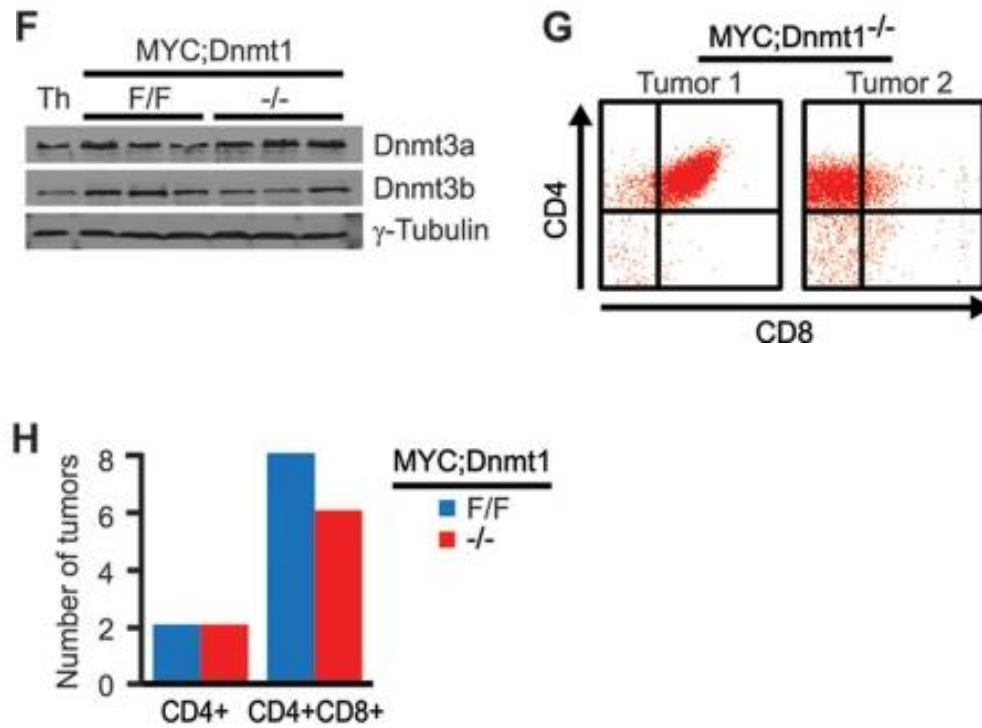 F
MYC;Dnmt1
Th F/F -/-
Dnmt3a
Dnmt3b
γ-Tubulin
G
MYC;Dnmt1-/-
Tumor 1 Tumor 2
CD4
CD8
H
Number of tumors
8
6
4
2
0
CD4+ CD4+CD8+
MYC;Dnmt1
F/F
-/-